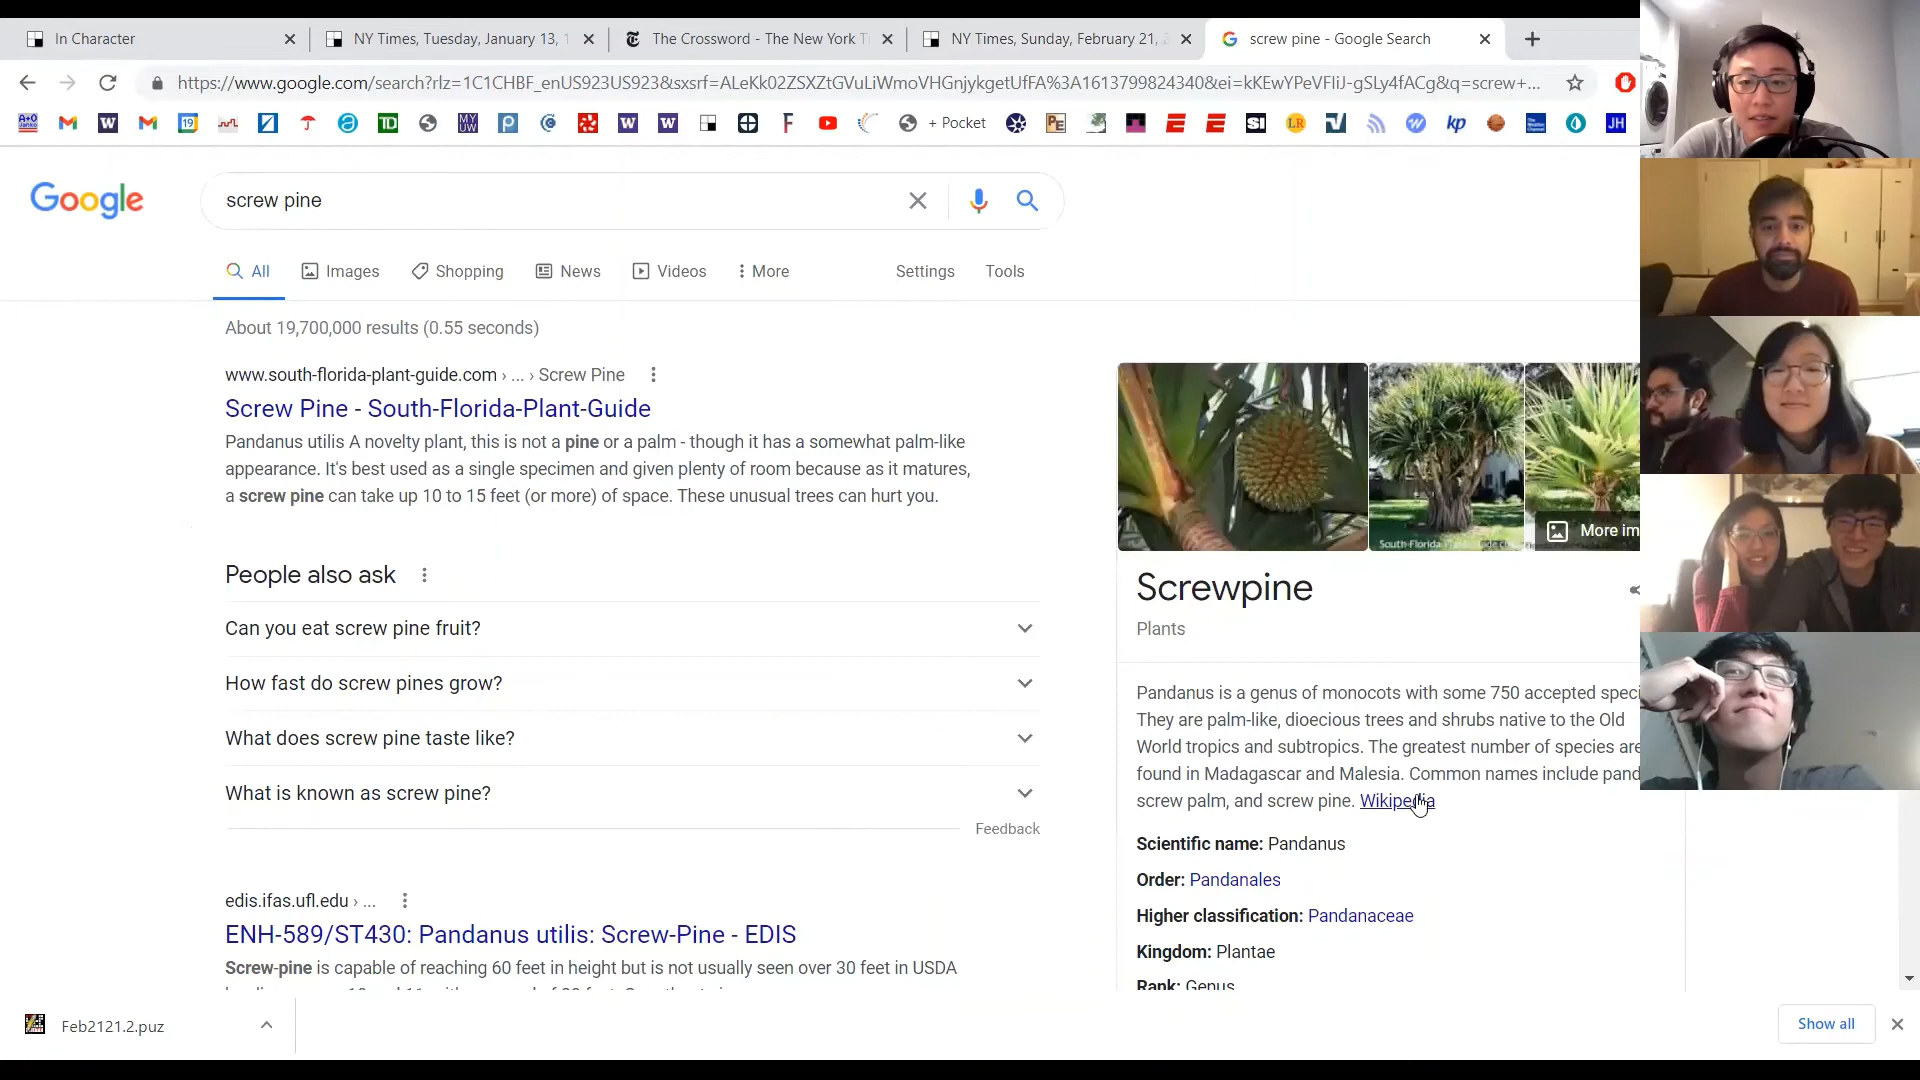 In Character
NY Times, Tuesday, January 13, 1
The Crossword - The New York T
NY Times, Sunday, February 21,
screw pine - Google Search
https://www.google.com/search?rlz=1C1CHBF_enUS923US923&sxsrf=ALeKk02ZSXZtGVuLiWmoVHGnjykgetUfFA%3A1613799824340&ei=kKEwYPeVFIiJ-gSLy4fACg&q=screw+...
+ Pocket
Google
screw pine
All
Images
Shopping
News
Videos
More
Settings
Tools
About 19,700,000 results (0.55 seconds)
www.south-florida-plant-guide.com › ... › Screw Pine
Screw Pine - South-Florida-Plant-Guide
Pandanus utilis A novelty plant, this is not a pine or a palm - though it has a somewhat palm-like
appearance. It's best used as a single specimen and given plenty of room because as it matures,
a screw pine can take up 10 to 15 feet (or more) of space. These unusual trees can hurt you.
People also ask
Can you eat screw pine fruit?
How fast do screw pines grow?
What does screw pine taste like?
What is known as screw pine?
Feedback
edis.ifas.ufl.edu › ...
ENH-589/ST430: Pandanus utilis: Screw-Pine - EDIS
Screw-pine is capable of reaching 60 feet in height but is not usually seen over 30 feet in USDA
South-Florida
More im
Screwpine
Plants
Pandanus is a genus of monocots with some 750 accepted speci
They are palm-like, dioecious trees and shrubs native to the Old
World tropics and subtropics. The greatest number of species are
found in Madagascar and Malesia. Common names include pand
screw palm, and screw pine. Wikipedia
Scientific name: Pandanus
Order: Pandanales
Higher classification: Pandanaceae
Kingdom: Plantae
Rank: Genus
Feb2121.2.puz
Show all